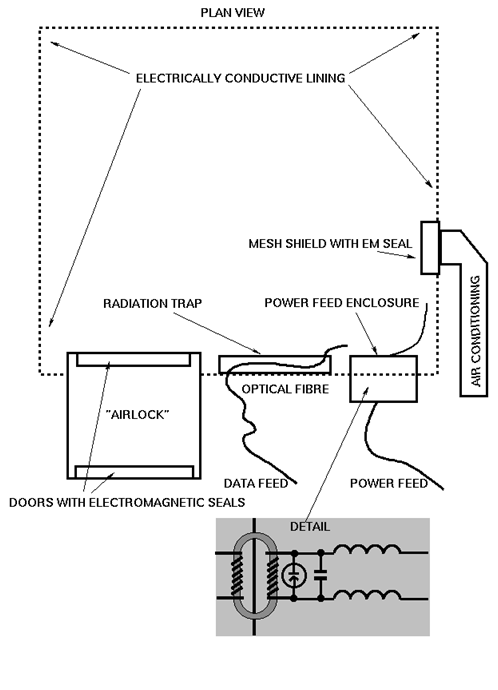 PLAN VIEW
ELECTRICALLY CONDUCTIVE LINING
MESH SHIELD WITH EM SEAL
AIR CONDITIONING
RADIATION TRAP
POWER FEED ENCLOSURE
OPTICAL FIBRE
"AIRLOCK"
DATA FEED
POWER FEED
DOORS WITH ELECTROMAGNETIC SEALS
DETAIL